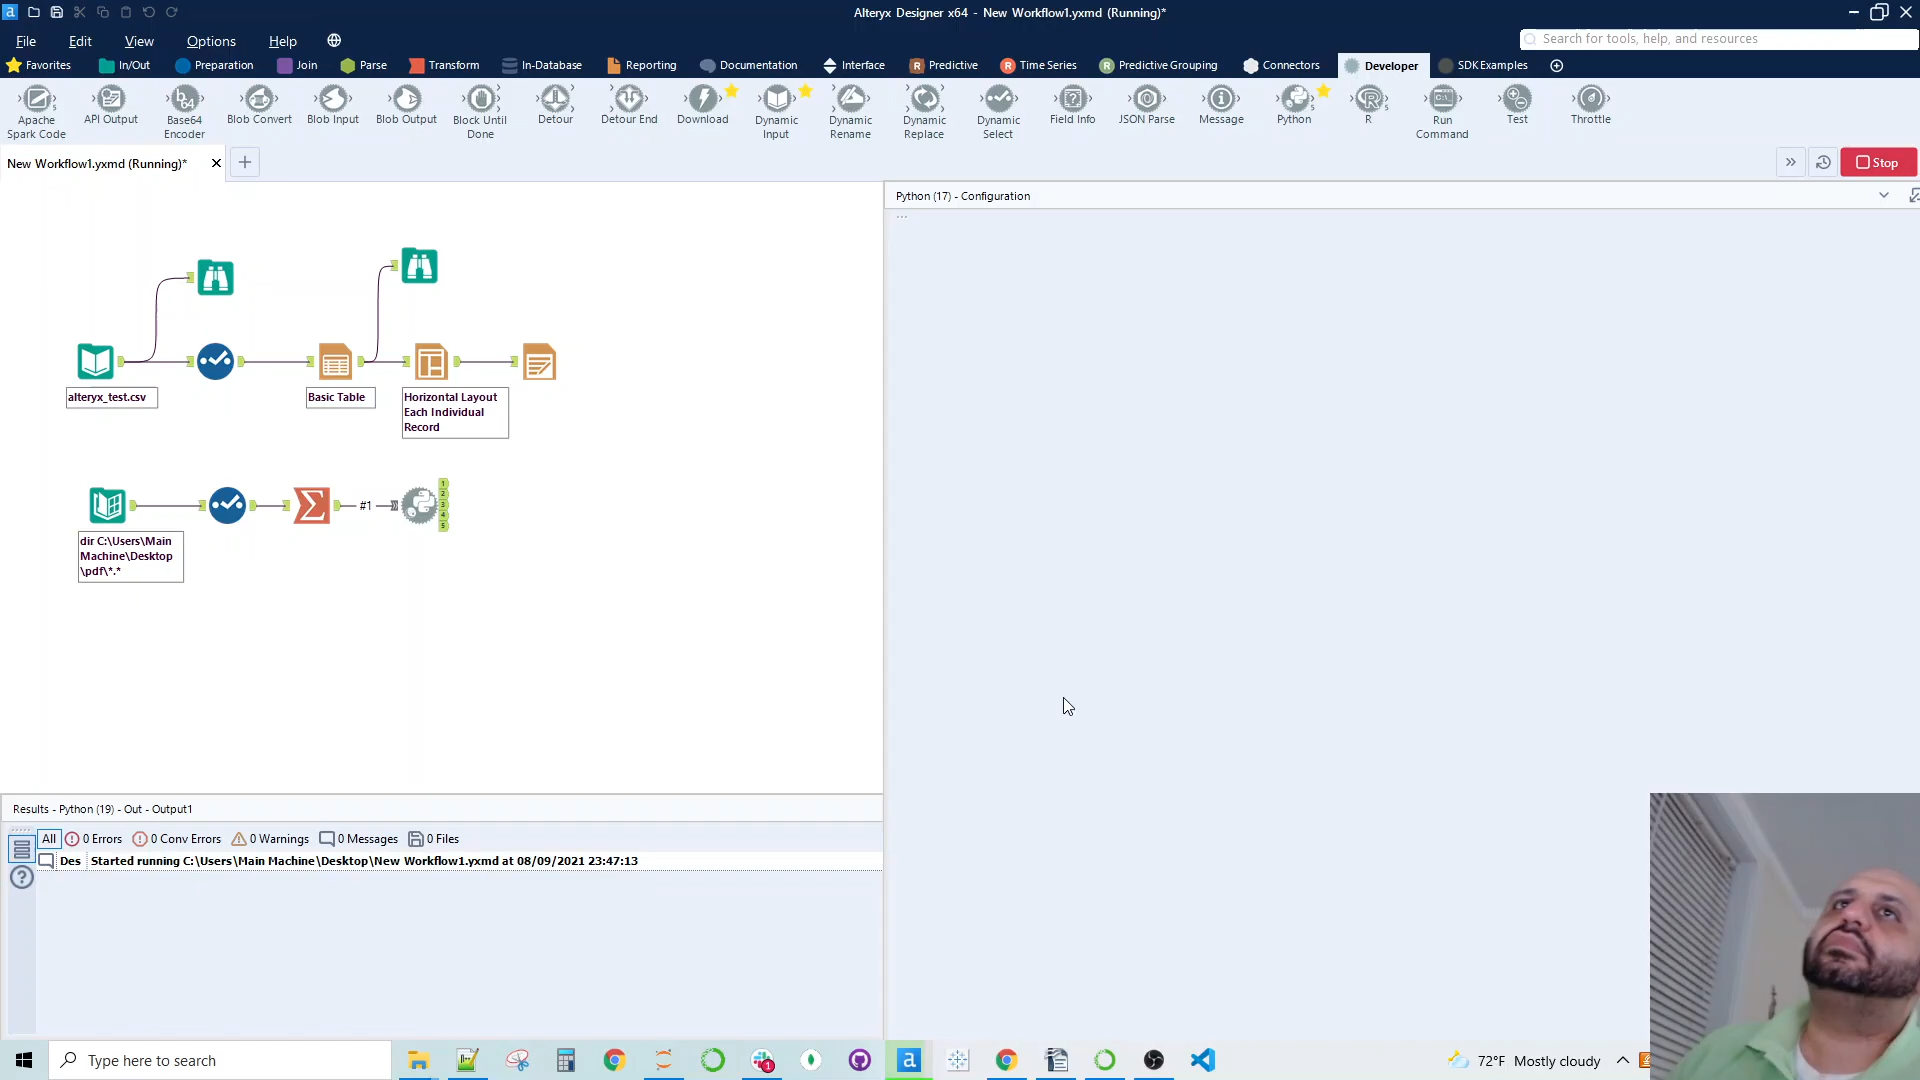 Alteryx Designer x64 - New Workflow1.yxmd (Running)*
File Edit View Options Help
Search for tools, help, and resources
Favorites In/Out Preparation Join Parse Transform In-Database Reporting Documentation Interface Predictive Time Series Predictive Grouping Connectors Developer SDKExamples
Apache
Spark Code
API Output
Base64
Encoder
Blob Convert
Blob Input
Blob Output
Block Until
Done
Detour
Detour End
Download
Dynamic
Input
Dynamic
Rename
Dynamic
Replace
Dynamic
Select
Field Info
JSON Parse
Message
Python
R
Run
Command
Test
Throttle
New Workflow1.yxmd (Running)*
Stop
Python (17) - Configuration
alteryx_test.csv
Basic Table
Horizontal Layout
Each Individual
Record
#1
1
2
3
4
5
dir C:\Users\Main
Machine\Desktop
\pdf\*.*
Results - Python (19) - Out - Output1
All 0 Errors 0 Conv Errors 0 Warnings 0 Messages 0 Files
Des Started running C:\Users\Main Machine\Desktop\New Workflow1.yxmd at 08/09/2021 23:47:13
Type here to search
72°F Mostly cloudy